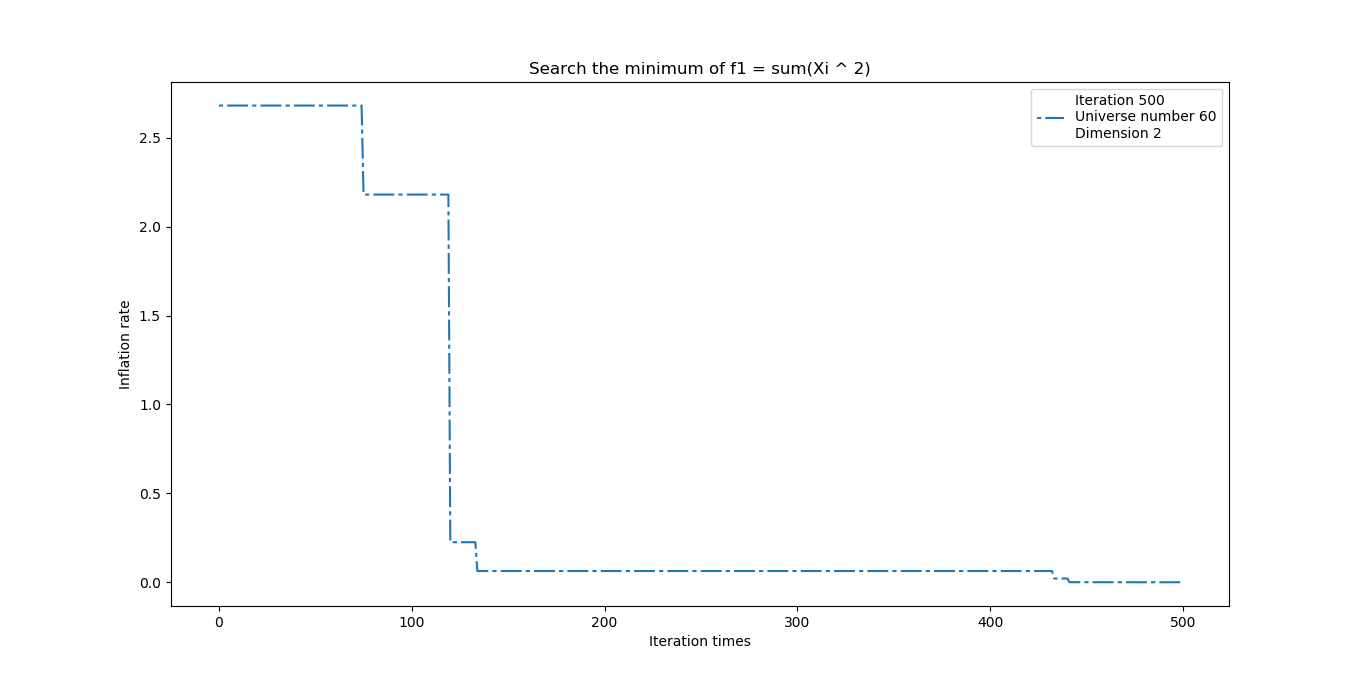 Search the minimum of f1 = sum(Xi ^ 2)
Iteration 500
Universe number 60
Dimension 2
2.5
2.0
1.5
1.0
0.5
0.0
Inflation rate
0
100
200
300
400
500
Iteration times